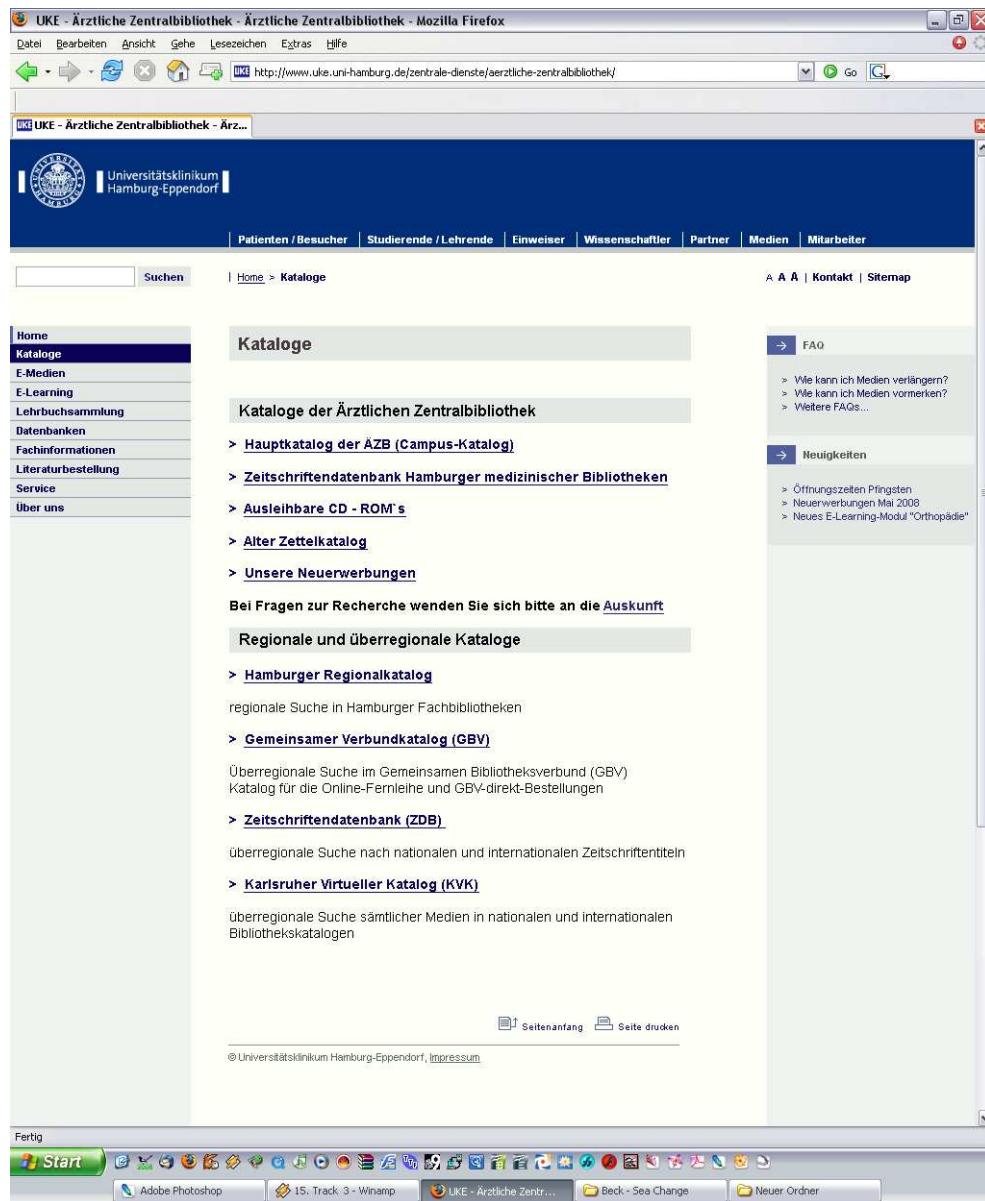 UKE - Ärztliche Zentralbibliothek - Ärztliche Zentralbibliothek - Mozilla Firefox
Datei Bearbeiten Ansicht Gehe Lesezeichen Extras Hilfe
http://www.uke.uni-hamburg.de/zentrale-dienste/aerztliche-zentralbibliothek/ Go
UKE UKE - Ärztliche Zentralbibliothek - Ärz...
Universitätsklinikum
Hamburg-Eppendorf
Patienten / Besucher | Studierende / Lehrende | Einweiser | Wissenschaftler | Partner | Medien | Mitarbeiter
Suchen | Home > Kataloge A A A | Kontakt | Sitemap
Home
Kataloge
E-Medien
E-Learning
Lehrbuchsammlung
Datenbanken
Fachinformationen
Literaturbestellung
Service
Über uns
Kataloge
Kataloge der Ärztlichen Zentralbibliothek
> Hauptkatalog der ÄZB (Campus-Katalog)
> Zeitschriftendatenbank Hamburger medizinischer Bibliotheken
> Ausleihbare CD - ROM`s
> Alter Zettelkatalog
> Unsere Neuerwerbungen
Bei Fragen zur Recherche wenden Sie sich bitte an die Auskunft
Regionale und überregionale Kataloge
> Hamburger Regionalkatalog
regionale Suche in Hamburger Fachbibliotheken
> Gemeinsamer Verbundkatalog (GBV)
Überregionale Suche im Gemeinsamen Bibliotheksverbund (GBV)
Katalog für die Online-Fernleihe und GBV-direkt-Bestellungen
> Zeitschriftendatenbank (ZDB)
überregionale Suche nach nationalen und internationalen Zeitschriftentiteln
> Karlsruher Virtueller Katalog (KVK)
überregionale Suche sämtlicher Medien in nationalen und internationalen
Bibliothekskatalogen
FAQ
> Wie kann ich Medien verlängern?
> Wie kann ich Medien vormerken?
> Weitere FAQs...
Neuigkeiten
> Öffnungszeiten Pfingsten
> Neuerwerbungen Mai 2008
> Neues E-Learning-Modul "Orthopädie"
Seitenanfang Seite drucken
© Universitätsklinikum Hamburg-Eppendorf, Impressum
Fertig
Start
Adobe Photoshop 15. Track 3 - Winamp UKE - Ärztliche Zentr... Beck - Sea Change Neuer Ordner